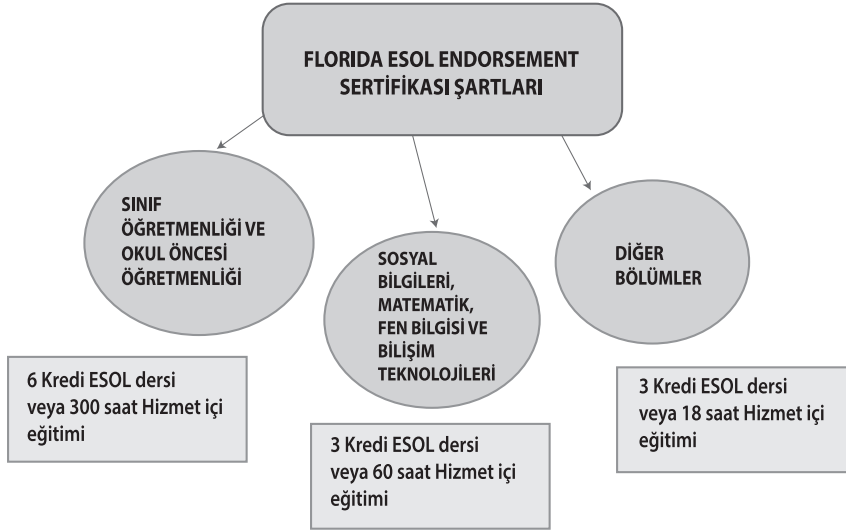 FLORIDA ESOL ENDORSEMENT
SERTİFİKASI ŞARTLARI
SINIF
ÖĞRETMENLİĞİ VE
OKUL ÖNCESİ
ÖĞRETMENLİĞİ
SOSYAL
BİLGİLERİ,
MATEMATİK,
FEN BİLGİSİ VE
BİLİŞİM
TEKNOLOJİLERİ
DİĞER
BÖLÜMLER
6 Kredi ESOL dersi
veya 300 saat Hizmet içi
eğitimi
3 Kredi ESOL dersi
veya 60 saat Hizmet içi
eğitimi
3 Kredi ESOL dersi
veya 18 saat Hizmet içi
eğitimi